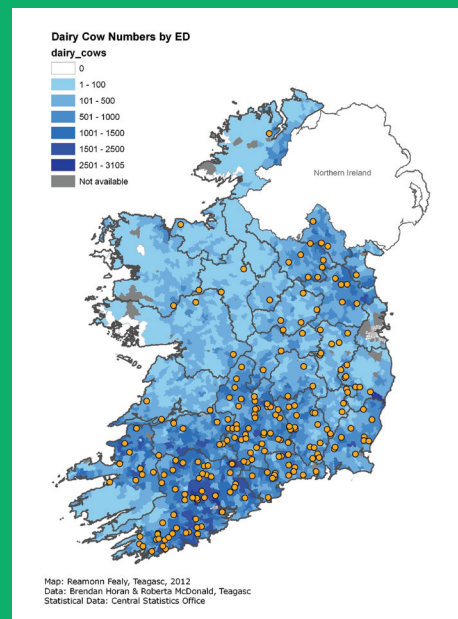 Dairy Cow Numbers by ED
dairy_cows
0
1 - 100
101 - 500
501 - 1000
1001 - 1500
1501 - 2500
2501 - 3105
Not available
Northern Ireland
Map: Reamonn Fealy, Teagasc, 2012
Data: Brendan Horan & Roberta McDonald, Teagasc
Statistical Data: Central Statistics Office